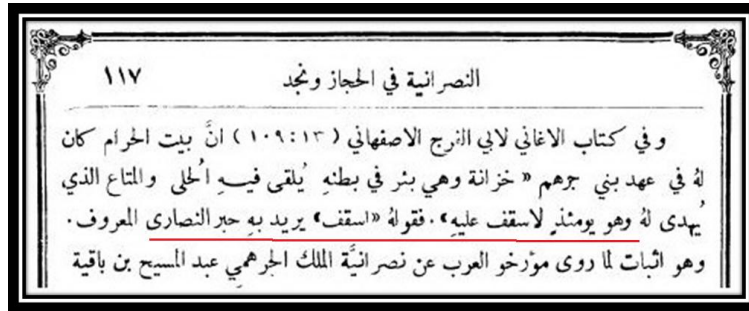 النصرانية في الحجاز ونجد ١١٧
وفي كتاب الاغاني لابي الفرج الاصفهاني (١٣ : ١٠٩) انَّ بيت الحرام كان
لهُ في عهد بني جرهم «خزانة وهي بئر في بطنهِ يُلقى فيهِ الُحلى والمتاع الذي
يُهدى لهُ وهو يومئذٍ لاسقف عليهِ» . فقولهُ «اسقف» يريد بهِ حبر النصارى المعروف .
وهو اثبات لما روى مؤرخو العرب عن نصرانيَّة الملك الجرهمي عبد المسيح بن باقية